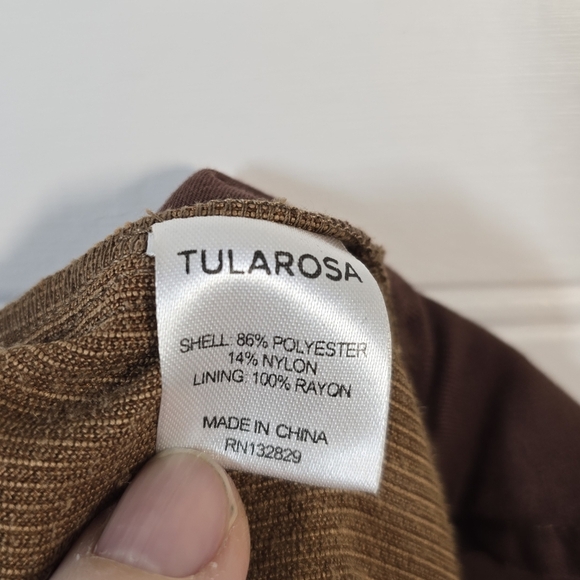 TULAROSA
SHELL: 86% POLYESTER
14% NYLON
LINING: 100% RAYON
MADE IN CHINA
RN132829